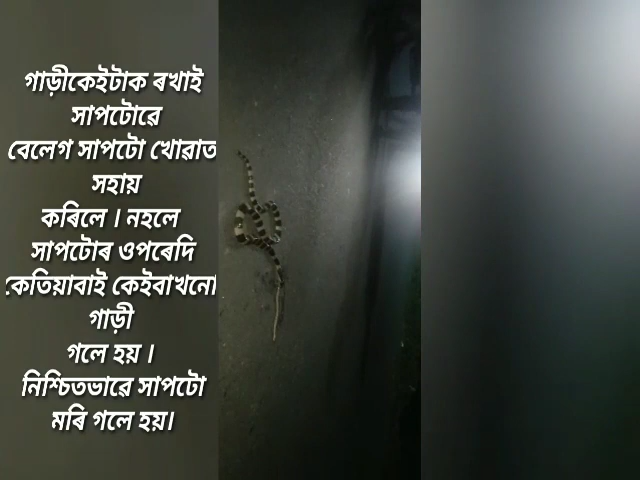 গাড়ীকেইটাক ৰখাই
সাপটোৱে
বেলেগ সাপটো খোৱাত
সহায়
কৰিলে । নহলে
সাপটোৰ ওপৰেদি
কেতিয়াবাই কেইবাখনো
গাড়ী
গলে হয় ।
নিশ্চিতভাৱে সাপটো
মৰি গলে হয়।